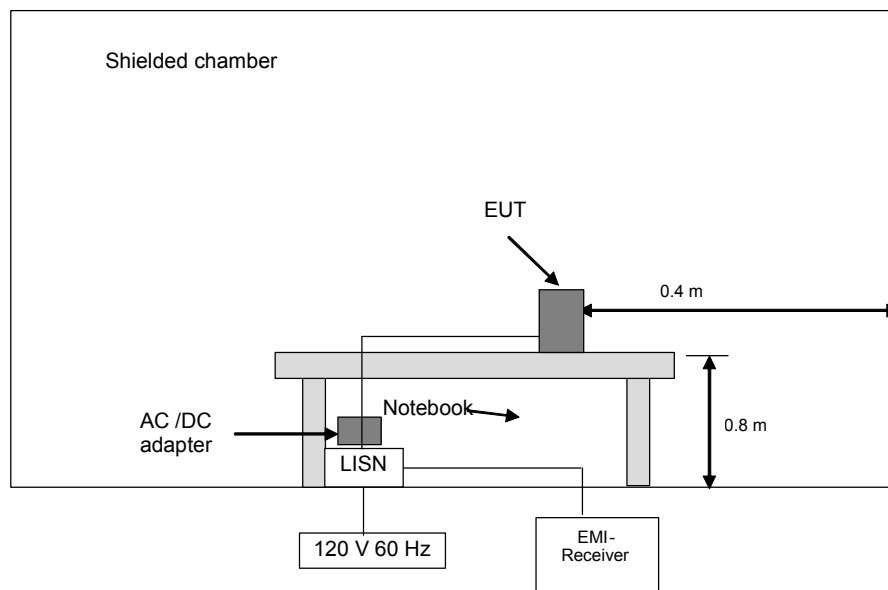 Shielded chamber
EUT
0.4 m
Notebook
AC /DC
adapter
0.8 m
LISN
120 V 60 Hz
EMI-
Receiver